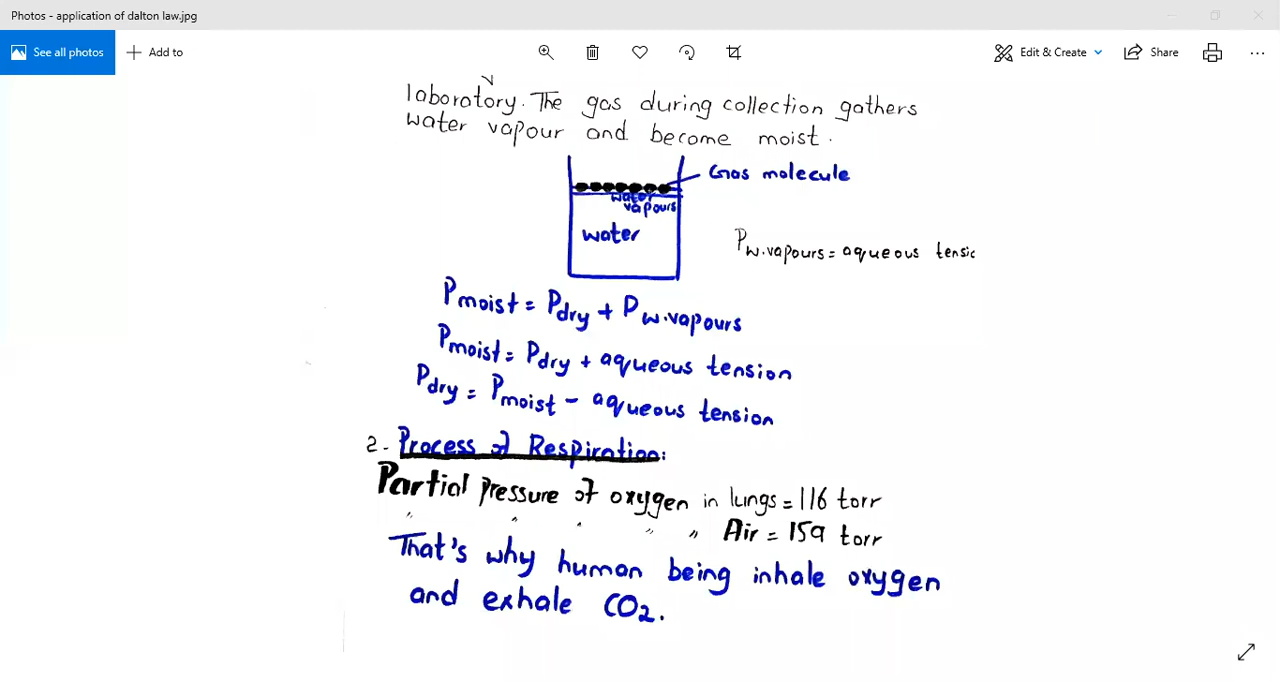 Photos - application of dalton law.jpg
See all photos
Add to
Edit & Create
Share
laboratory. The gas during collection gathers
water vapour and become moist.
Gas molecule
water
vapours
water
Pw.vapours = aqueous tensio
Pmoist = Pdry + Pw.vapours
Pmoist = Pdry + aqueous tension
Pdry = Pmoist - aqueous tension
2 - Process of Respiration:
Partial pressure of oxygen in lungs = 116 torr
" " " " " Air = 159 torr
That's why human being inhale oxygen
and exhale CO2.